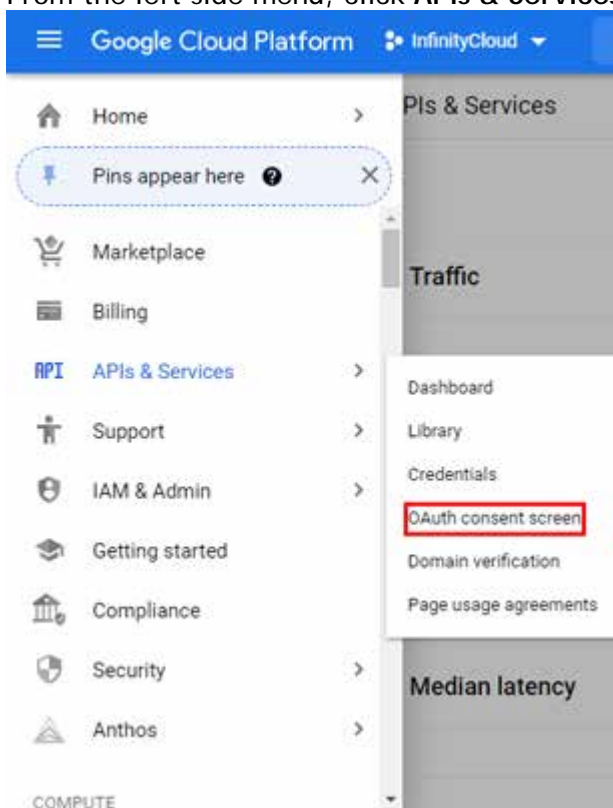 From the left side menu, click APIs & Services
Google Cloud Platform InfinityCloud
PIs & Services
Home
Pins appear here
Marketplace
Traffic
Billing
API APIs & Services
Dashboard
Support
Library
Credentials
IAM & Admin
OAuth consent screen
Getting started
Domain verification
Compliance
Page usage agreements
Security
Median latency
Anthos
COMPUTE